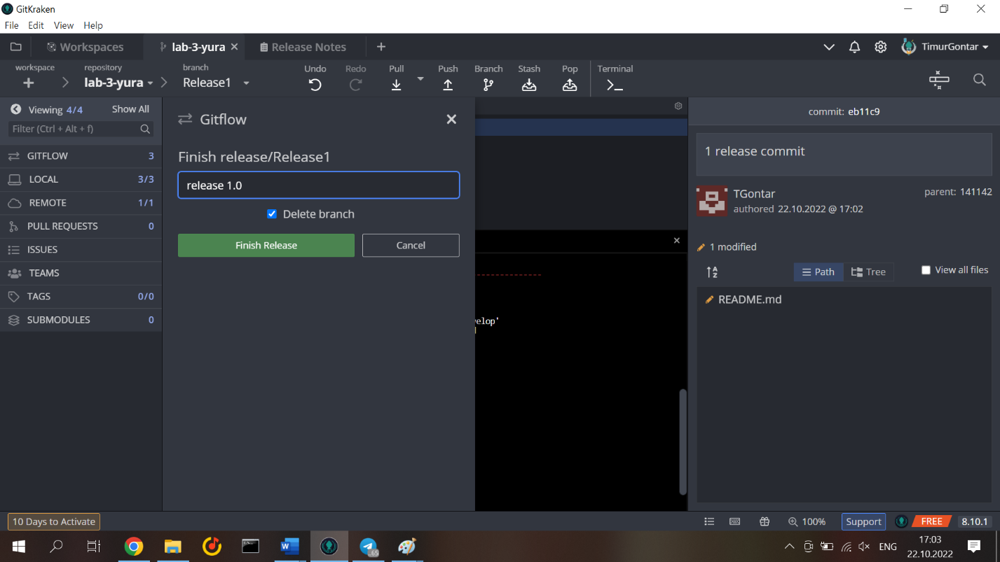 GitKraken
File Edit View Help
Workspaces
lab-3-yura
Release Notes
TimurGontar
workspace
repository
lab-3-yura
branch
Release1
Undo
Redo
Pull
Push
Branch
Stash
Pop
Terminal
Viewing 4/4 Show All
Filter (Ctrl + Alt + f)
GITFLOW 3
LOCAL 3/3
REMOTE 1/1
PULL REQUESTS 0
ISSUES
TEAMS
TAGS 0/0
SUBMODULES 0
Gitflow
Finish release/Release1
release 1.0
Delete branch
Finish Release
Cancel
---------------
velop'
commit: eb11c9
1 release commit
TGontar
authored 22.10.2022 @ 17:02
parent: 141142
1 modified
Path
Tree
View all files
README.md
10 Days to Activate
100%
Support
FREE
8.10.1
W
65
ENG
17:03
22.10.2022